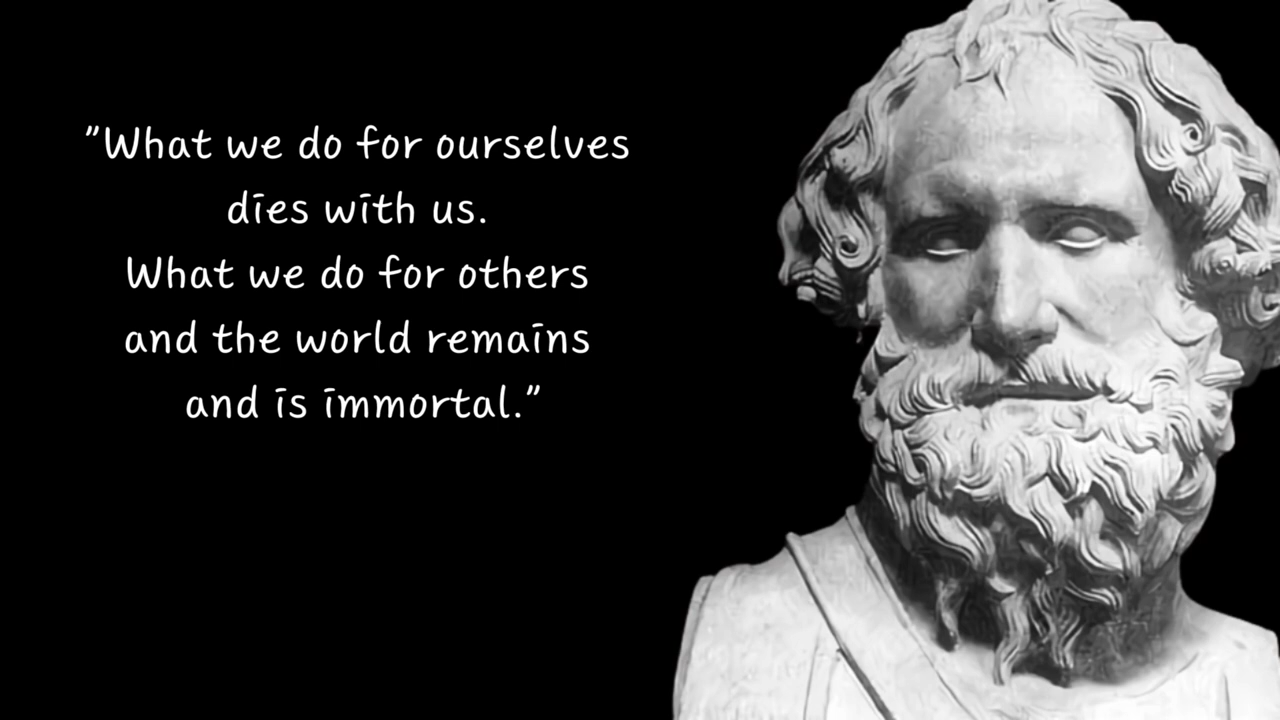 "What we do for ourselves
dies with us.
What we do for others
and the world remains
and is immortal."